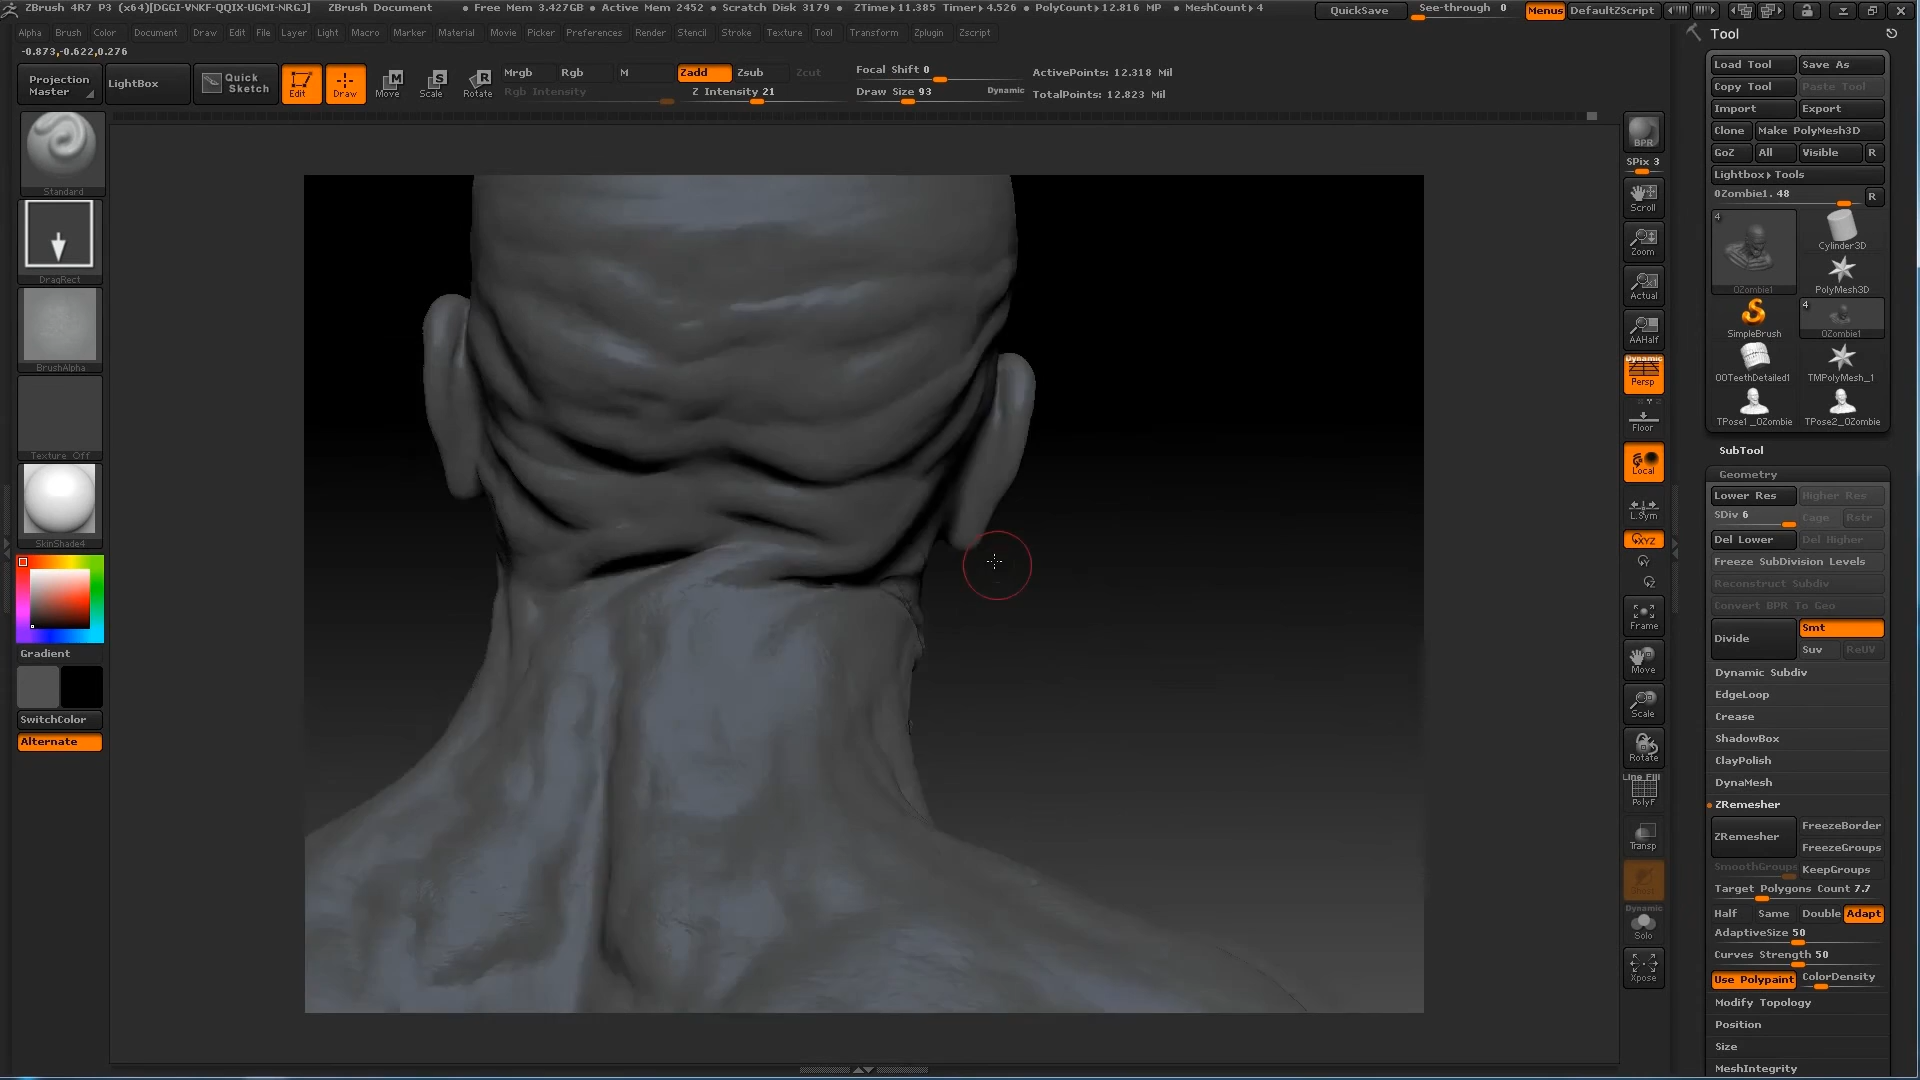 ZBrush 4R7 P3 (x64)[DGGI-VNKF-QQIX-UGMI-NRGJ] ZBrush Document • Free Mem 3.427GB • Active Mem 2452 • Scratch Disk 3179 • ZTime▸11.385 Timer▸4.526 • PolyCount▸12.816 MP • MeshCount▸4 QuickSave See-through 0 Menus DefaultZScript
Alpha Brush Color Document Draw Edit File Layer Light Macro Marker Material Movie Picker Preferences Render Stencil Stroke Texture Tool Transform Zplugin Zscript
-0.873,-0.622,0.276
Projection Master
LightBox
Quick Sketch
Edit
Draw
Move
Scale
Rotate
Mrgb Rgb M
Rgb Intensity
Zadd Zsub Zcut
Z Intensity 21
Focal Shift 0
Draw Size 93 Dynamic
ActivePoints: 12.318 Mil
TotalPoints: 12.823 Mil
Standard
DragRect
BrushAlpha
Texture Off
SkinShade4
Gradient
SwitchColor
Alternate
BPR
SPix 3
Scroll
Zoom
Actual
AAHalf
Dynamic
Persp
Floor
Local
L.Sym
XYZ
Y
Z
Frame
Move
Scale
Rotate
Line Fill
PolyF
Transp
Dynamic
Solo
Xpose
Tool
Load Tool Save As
Copy Tool Paste Tool
Import Export
Clone Make PolyMesh3D
GoZ All Visible R
Lightbox▸Tools
0Zombie1. 48 R
4
0Zombie1
Cylinder3D
PolyMesh3D
SimpleBrush
4
0Zombie1
00TeethDetailed1
TMPolyMesh_1
TPose1_0Zombie
TPose2_0Zombie
SubTool
Geometry
Lower Res Higher Res
SDiv 6 Cage Rstr
Del Lower Del Higher
Freeze SubDivision Levels
Reconstruct Subdiv
Convert BPR To Geo
Divide Smt
Suv ReUV
Dynamic Subdiv
EdgeLoop
Crease
ShadowBox
ClayPolish
DynaMesh
ZRemesher
ZRemesher FreezeBorder
FreezeGroups
SmoothGroups KeepGroups
Target Polygons Count 7.7
Half Same Double Adapt
AdaptiveSize 50
Curves Strength 50
Use Polypaint ColorDensity
Modify Topology
Position
Size
MeshIntegrity